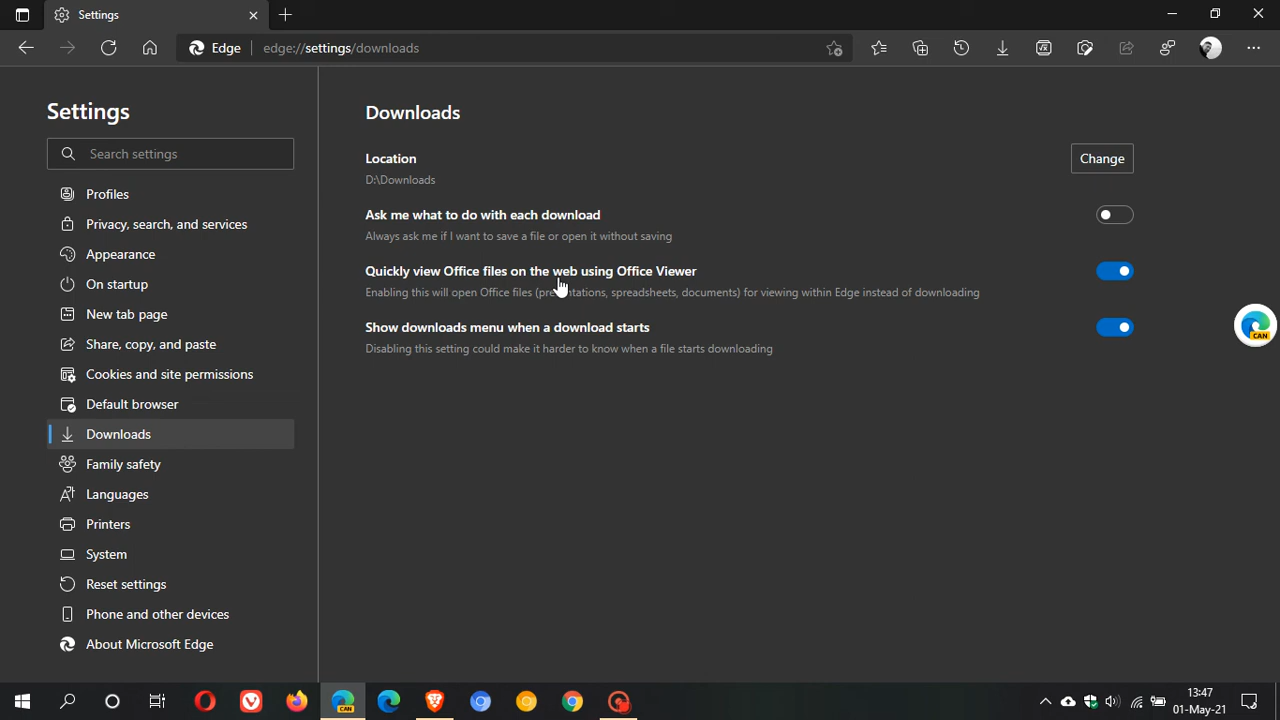 Settings
Edge
edge://settings/downloads
Settings
Search settings
Profiles
Privacy, search, and services
Appearance
On startup
New tab page
Share, copy, and paste
Cookies and site permissions
Default browser
Downloads
Family safety
Languages
Printers
System
Reset settings
Phone and other devices
About Microsoft Edge
Downloads
Location
Change
D:\Downloads
Ask me what to do with each download
Always ask me if I want to save a file or open it without saving
Quickly view Office files on the web using Office Viewer
Enabling this will open Office files (presentations, spreadsheets, documents) for viewing within Edge instead of downloading
Show downloads menu when a download starts
Disabling this setting could make it harder to know when a file starts downloading
CAN
CAN
13:47
01-May-21